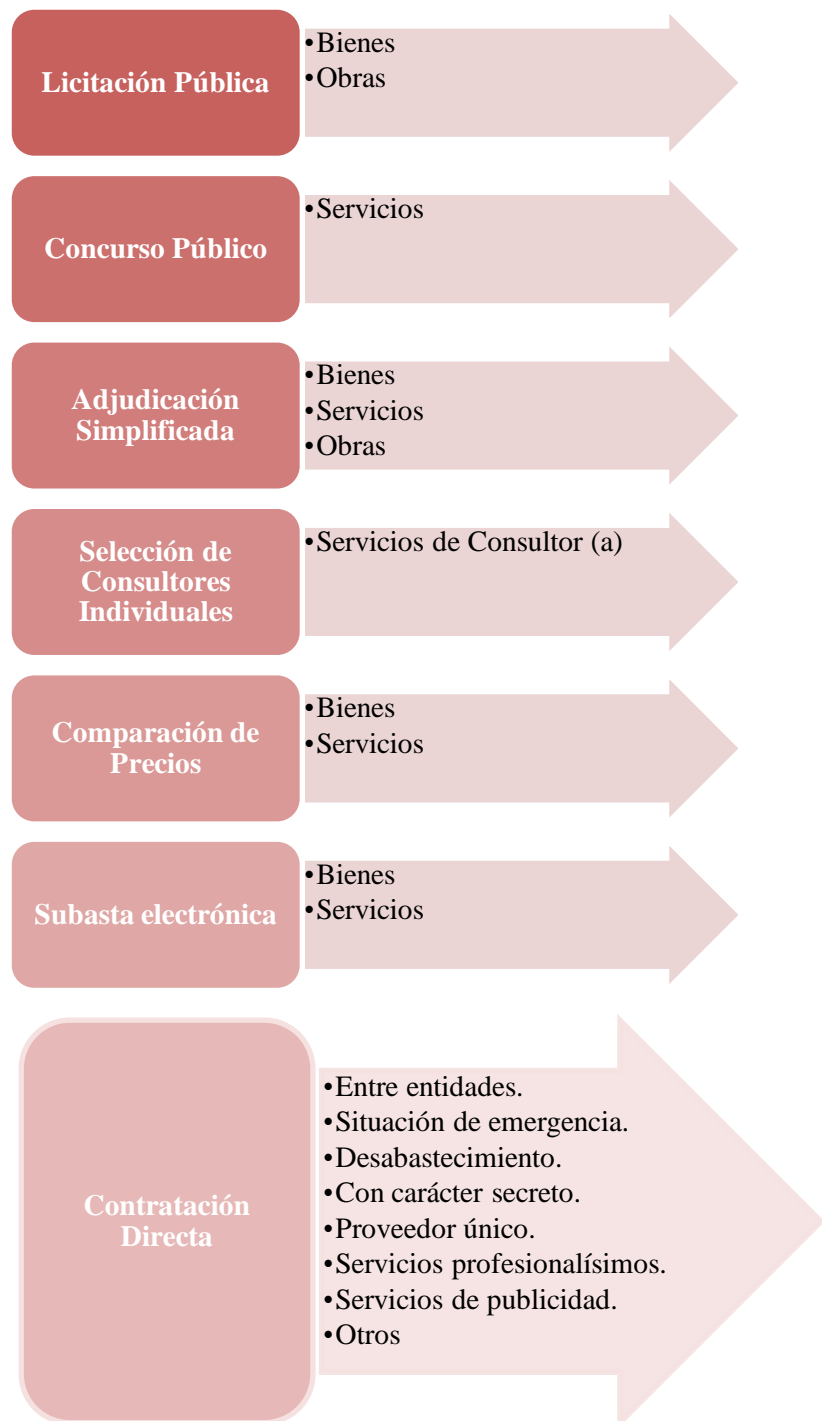 Licitación Pública
•Bienes
•Obras
Concurso Público
•Servicios
Adjudicación
Simplificada
•Bienes
•Servicios
•Obras
Selección de
Consultores
Individuales
•Servicios de Consultor (a)
Comparación de
Precios
•Bienes
•Servicios
Subasta electrónica
•Bienes
•Servicios
Contratación
Directa
•Entre entidades.
•Situación de emergencia.
•Desabastecimiento.
•Con carácter secreto.
•Proveedor único.
•Servicios profesionalísimos.
•Servicios de publicidad.
•Otros